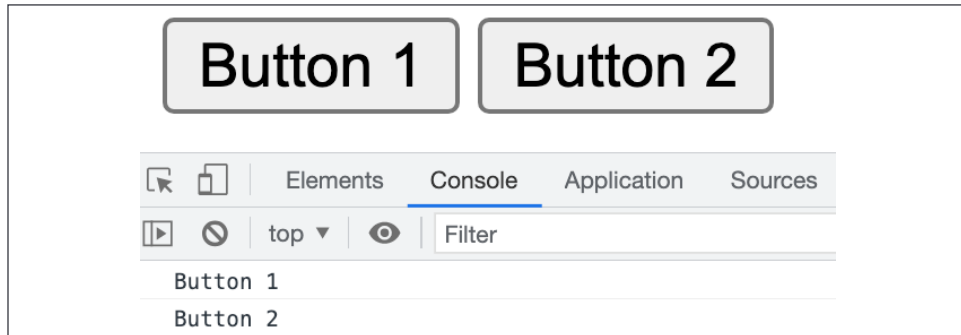 Button 1 Button 2
Elements Console Application Sources
top Filter
Button 1
Button 2